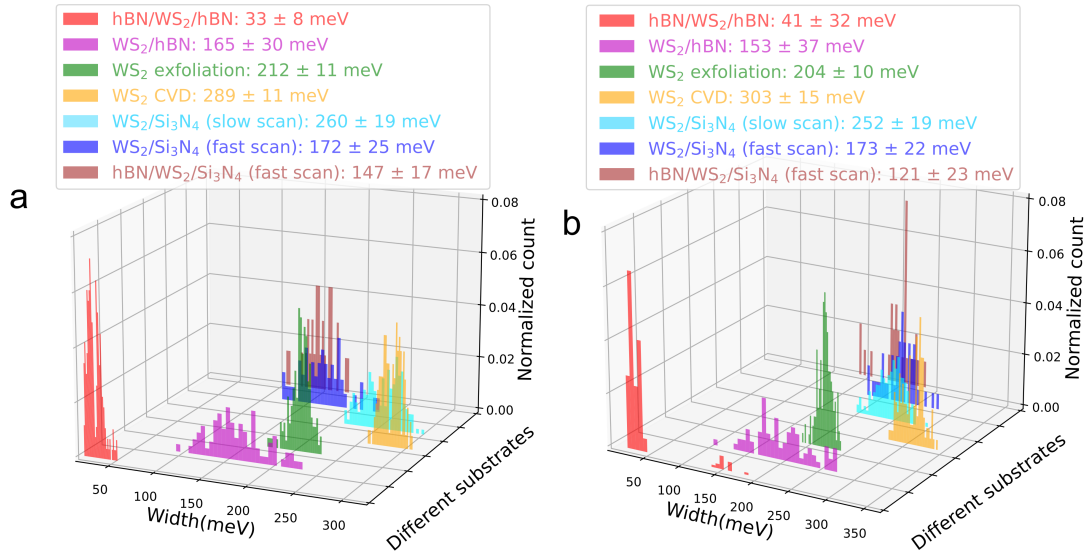 a
hBN/WS₂/hBN: 33 ± 8 meV
WS₂/hBN: 165 ± 30 meV
WS₂ exfoliation: 212 ± 11 meV
WS₂ CVD: 289 ± 11 meV
WS₂/Si₃N₄ (slow scan): 260 ± 19 meV
WS₂/Si₃N₄ (fast scan): 172 ± 25 meV
hBN/WS₂/Si₃N₄ (fast scan): 147 ± 17 meV
0.08
0.06
0.04
0.02
0.00
Normalized count
50
100
150
200
250
300
Width(meV)
Different substrates
b
hBN/WS₂/hBN: 41 ± 32 meV
WS₂/hBN: 153 ± 37 meV
WS₂ exfoliation: 204 ± 10 meV
WS₂ CVD: 303 ± 15 meV
WS₂/Si₃N₄ (slow scan): 252 ± 19 meV
WS₂/Si₃N₄ (fast scan): 173 ± 22 meV
hBN/WS₂/Si₃N₄ (fast scan): 121 ± 23 meV
0.08
0.06
0.04
0.02
0.00
Normalized count
50
100
150
200
250
300
350
Width(meV)
Different substrates